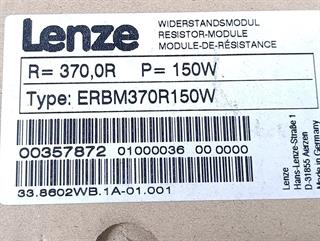 Lenze
WIDERSTANDSMODUL
RESISTOR-MODULE
MODULE-DE-RÉSISTANCE
R= 370,0R P= 150W
Type: ERBM370R150W
00357872 01000036 00 0000
33.8602WB.1A-01.001
Lenze
Hans-Lenze-Straße 1
D-31855 Aerzen
Made in Germany